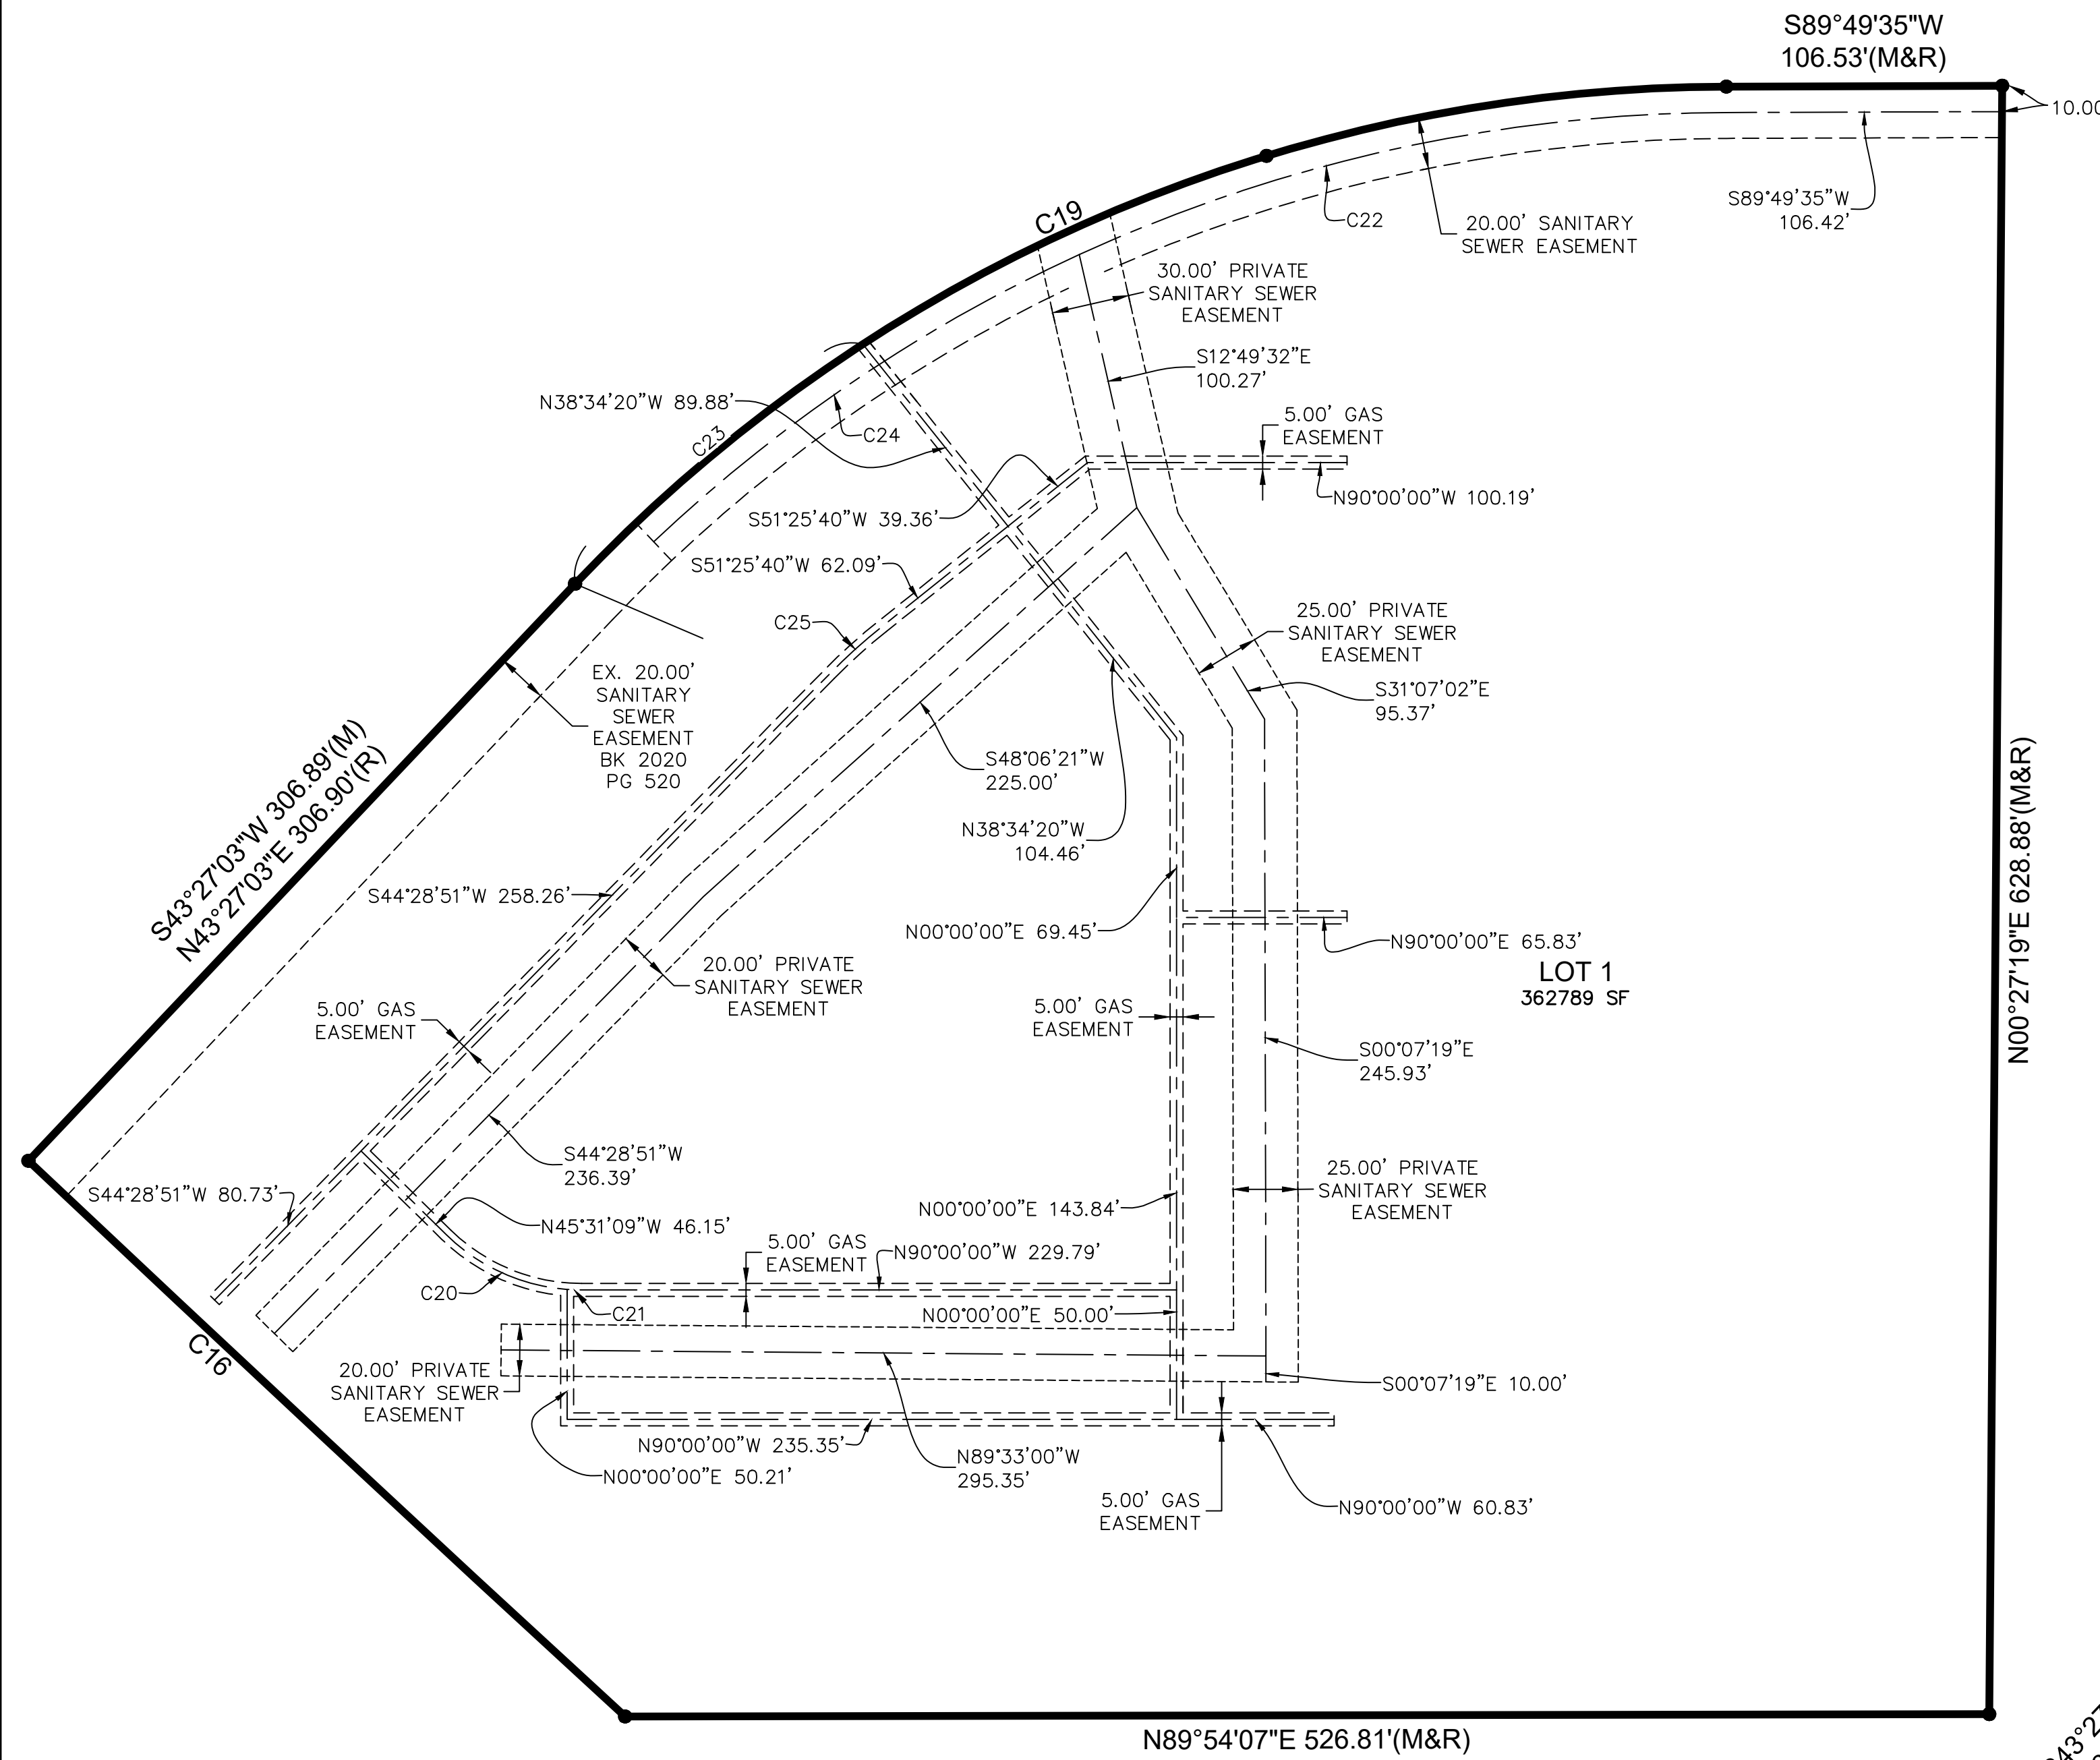 S89°49'35"W
106.53'(M&R)
10.00
S89°49'35"W
106.42'
C19
C22
20.00' SANITARY
SEWER EASEMENT
30.00' PRIVATE
SANITARY SEWER
EASEMENT
S12°49'32"E
100.27'
N38°34'20"W 89.88'
C24
C23
5.00' GAS
EASEMENT
N90°00'00"W 100.19'
S51°25'40"W 39.36'
S51°25'40"W 62.09'
C25
25.00' PRIVATE
SANITARY SEWER
EASEMENT
EX. 20.00'
SANITARY
SEWER
EASEMENT
BK 2020
PG 520
S31°07'02"E
95.37'
S48°06'21"W
225.00'
S43°27'03"W 306.89'(M)
N43°27'03"E 306.90'(R)
N38°34'20"W
104.46'
N00°27'19"E 628.88'(M&R)
S44°28'51"W 258.26'
N00°00'00"E 69.45'
N90°00'00"E 65.83'
LOT 1
362789 SF
20.00' PRIVATE
SANITARY SEWER
EASEMENT
5.00' GAS
EASEMENT
5.00' GAS
EASEMENT
S00°07'19"E
245.93'
S44°28'51"W
236.39'
25.00' PRIVATE
SANITARY SEWER
EASEMENT
S44°28'51"W 80.73'
N00°00'00"E 143.84'
N45°31'09"W 46.15'
5.00' GAS
EASEMENT
N90°00'00"W 229.79'
C20
C21
N00°00'00"E 50.00'
C16
20.00' PRIVATE
SANITARY SEWER
EASEMENT
S00°07'19"E 10.00'
N90°00'00"W 235.35'
N00°00'00"E 50.21'
N89°33'00"W
295.35'
5.00' GAS
EASEMENT
N90°00'00"W 60.83'
N89°54'07"E 526.81'(M&R)